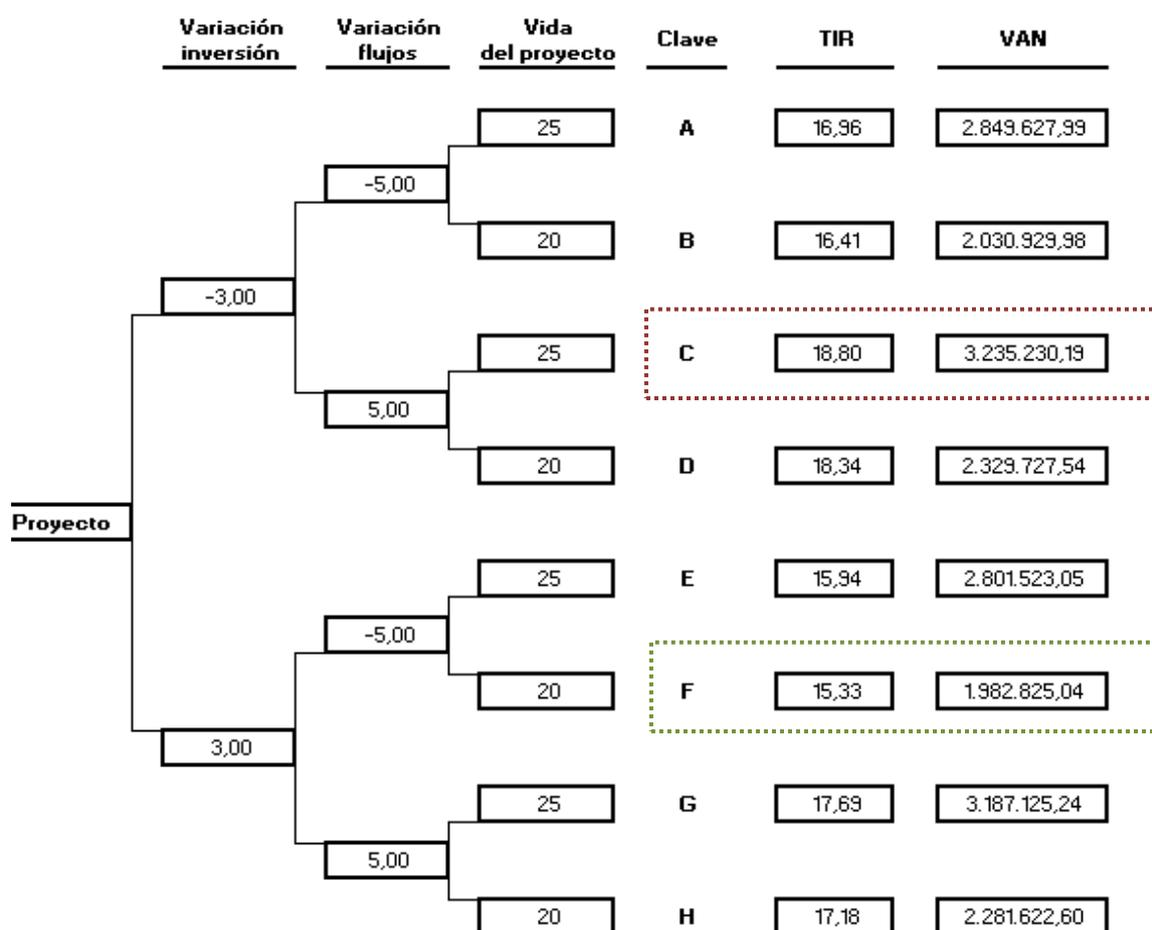 Variación inversión
Variación flujos
Vida del proyecto
Clave
TIR
VAN
25 A 16,96 2.849.627,99
-5,00
20 B 16,41 2.030.929,98
-3,00
25 C 18,80 3.235.230,19
5,00
20 D 18,34 2.329.727,54
Proyecto
25 E 15,94 2.801.523,05
-5,00
20 F 15,33 1.982.825,04
3,00
25 G 17,69 3.187.125,24
5,00
20 H 17,18 2.281.622,60